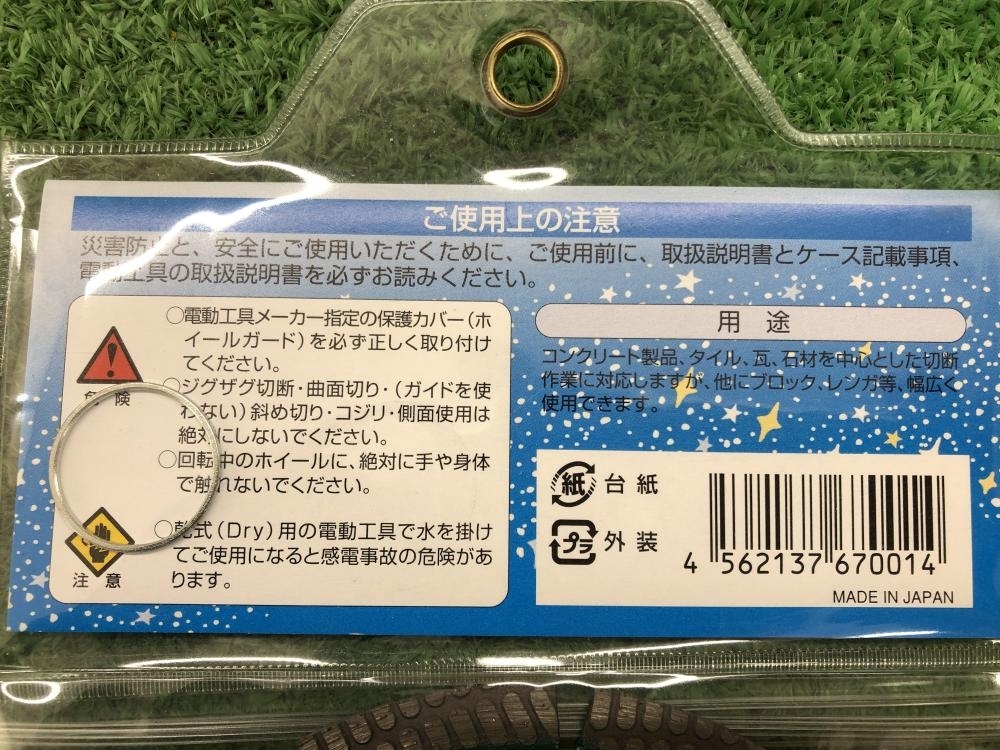 ご使用上の注意
災害防止と、安全にご使用いただくために、ご使用前に、取扱説明書とケース記載事項、
電動工具の取扱説明書を必ずお読みください。
○電動工具メーカー指定の保護カバー(ホ
イールガード)を必ず正しく取り付け
てください。
危 険
○ジグザグ切断・曲面切り・(ガイドを使
わない)斜め切り・コジリ・側面使用は
絶対にしないでください。
○回転中のホイールに、絶対に手や身体
で触れないでください。
注 意
○乾式(Dry)用の電動工具で水を掛け
てご使用になると感電事故の危険があ
ります。
用 途
コンクリート製品、タイル、瓦、石材を中心とした切断
作業に対応しますが、他にブロック、レンガ等、幅広く
使用できます。
紙 台 紙
プラ 外 装
4 562137 670014
MADE IN JAPAN